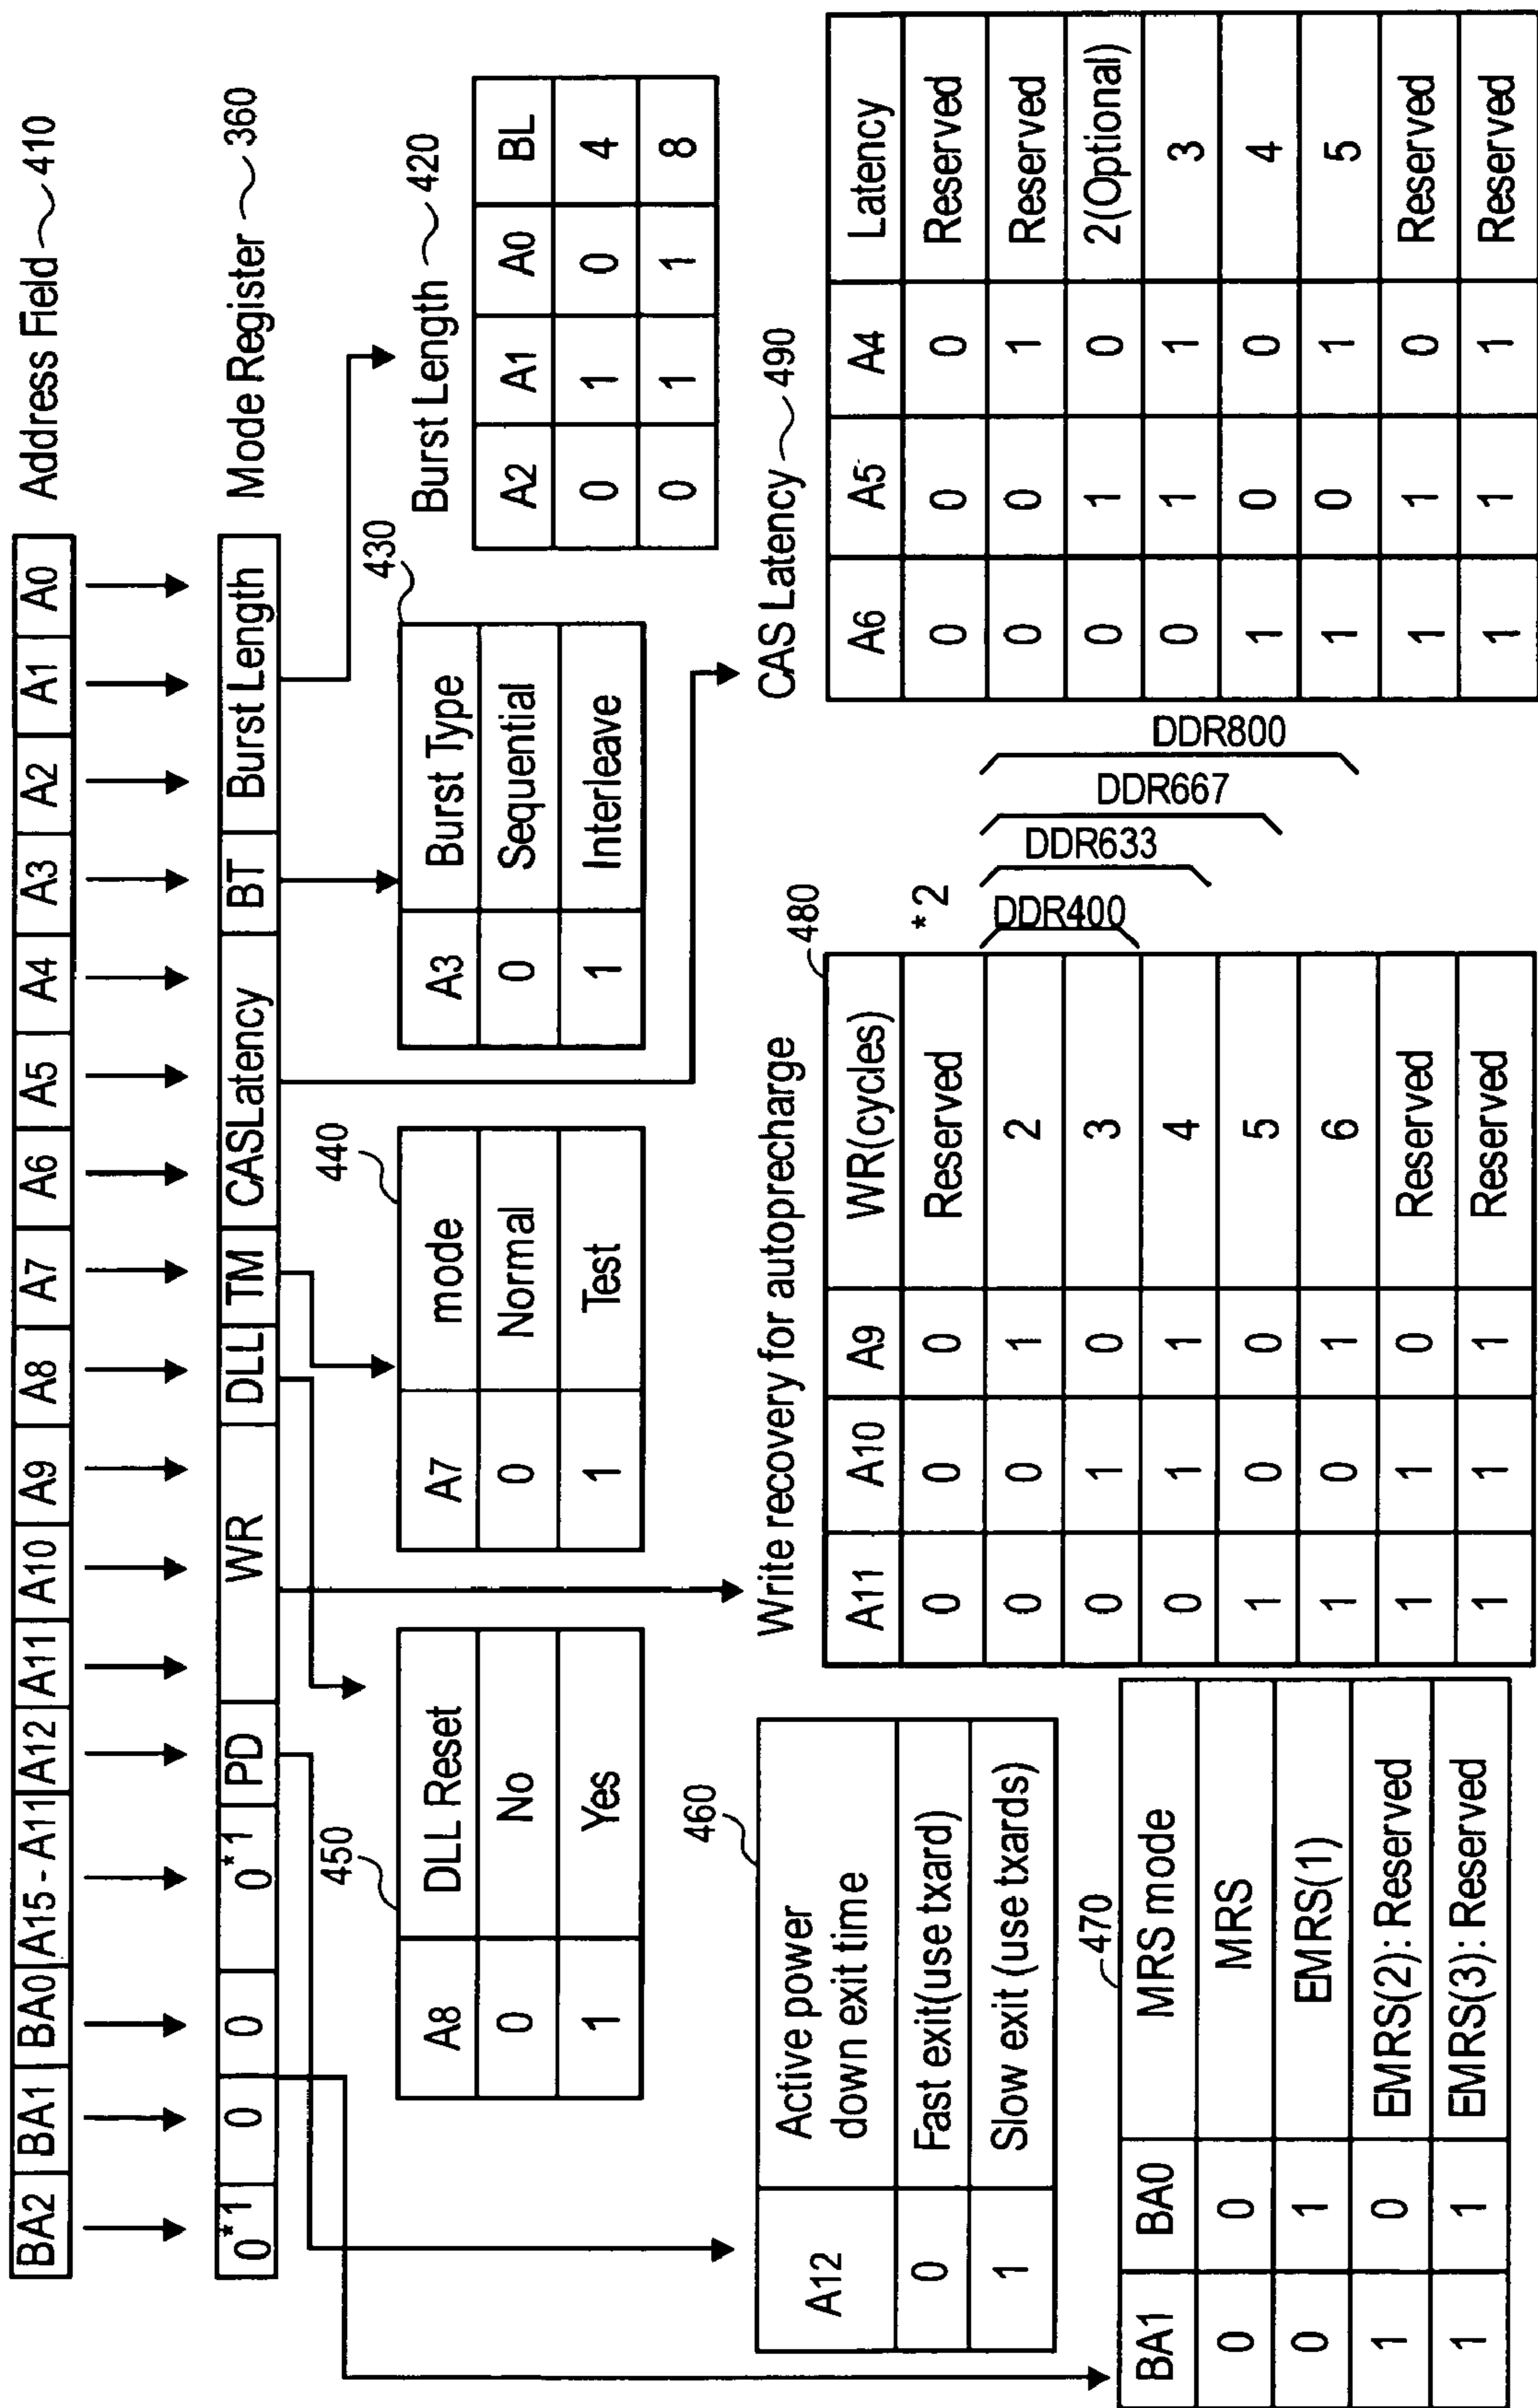 BA2 BA1 BA0 A15 - A11 A12 A11 A10 A9 A8 A7 A6 A5 A4 A3 A2 A1 A0 Address Field 410
0*1 0 0 0*1 PD WR DLL TM CASLatency BT Burst Length Mode Register 360
450
A8 DLL Reset
0 No
1 Yes
440
A7 mode
0 Normal
1 Test
430
A3 Burst Type
0 Sequential
1 Interleave
Burst Length 420
A2 A1 A0 BL
0 1 0 4
0 1 1 8
460
A12 Active power
down exit time
0 Fast exit(use txard)
1 Slow exit (use txards)
470
BA1 BA0 MRS mode
0 0 MRS
0 1 EMRS(1)
1 0 EMRS(2): Reserved
1 1 EMRS(3): Reserved
Write recovery for autoprecharge
480
A11 A10 A9 WR(cycles)
0 0 0 Reserved
0 0 1 2
0 1 0 3
0 1 1 4
1 0 0 5
1 0 1 6
1 1 0 Reserved
1 1 1 Reserved
*2
DDR400
DDR633
DDR667
DDR800
CAS Latency 490
A6 A5 A4 Latency
0 0 0 Reserved
0 0 1 Reserved
0 1 0 2(Optional)
0 1 1 3
1 0 0 4
1 0 1 5
1 1 0 Reserved
1 1 1 Reserved